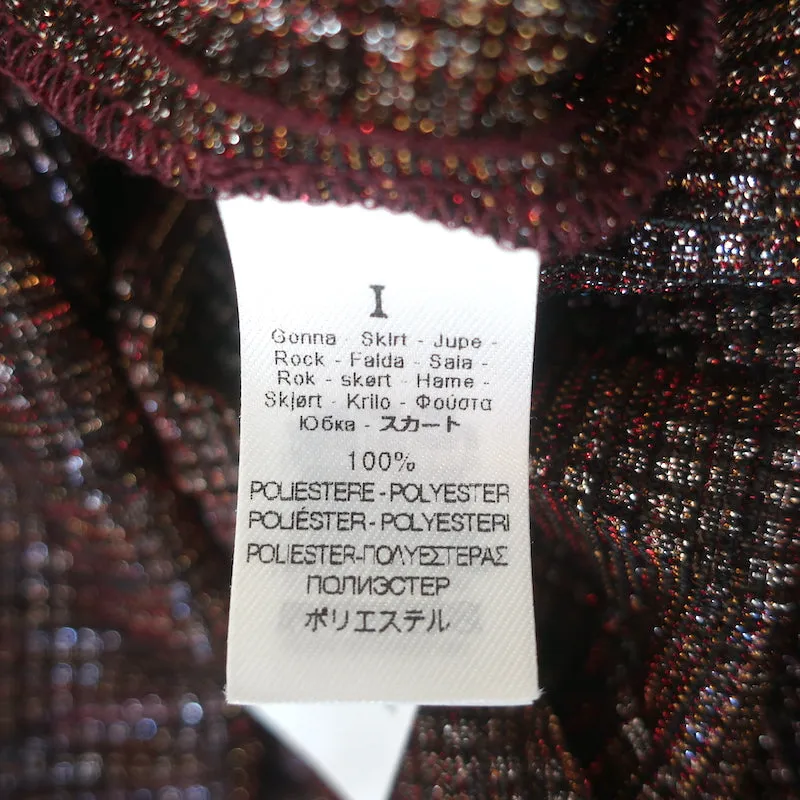 I
Gonna - Skirt - Jupe -
Rock - Falda - Saia -
Rok - skørt - Hame -
Skjørt - Krilo - Φούστα
Юбка - スカート
100%
POLIESTERE - POLYESTER
POLIÉSTER - POLYESTERI
POLIESTER-ΠΟΛΥΕΣΤΕΡΑΣ
ПОЛИЭСТЕР
ポリエステル